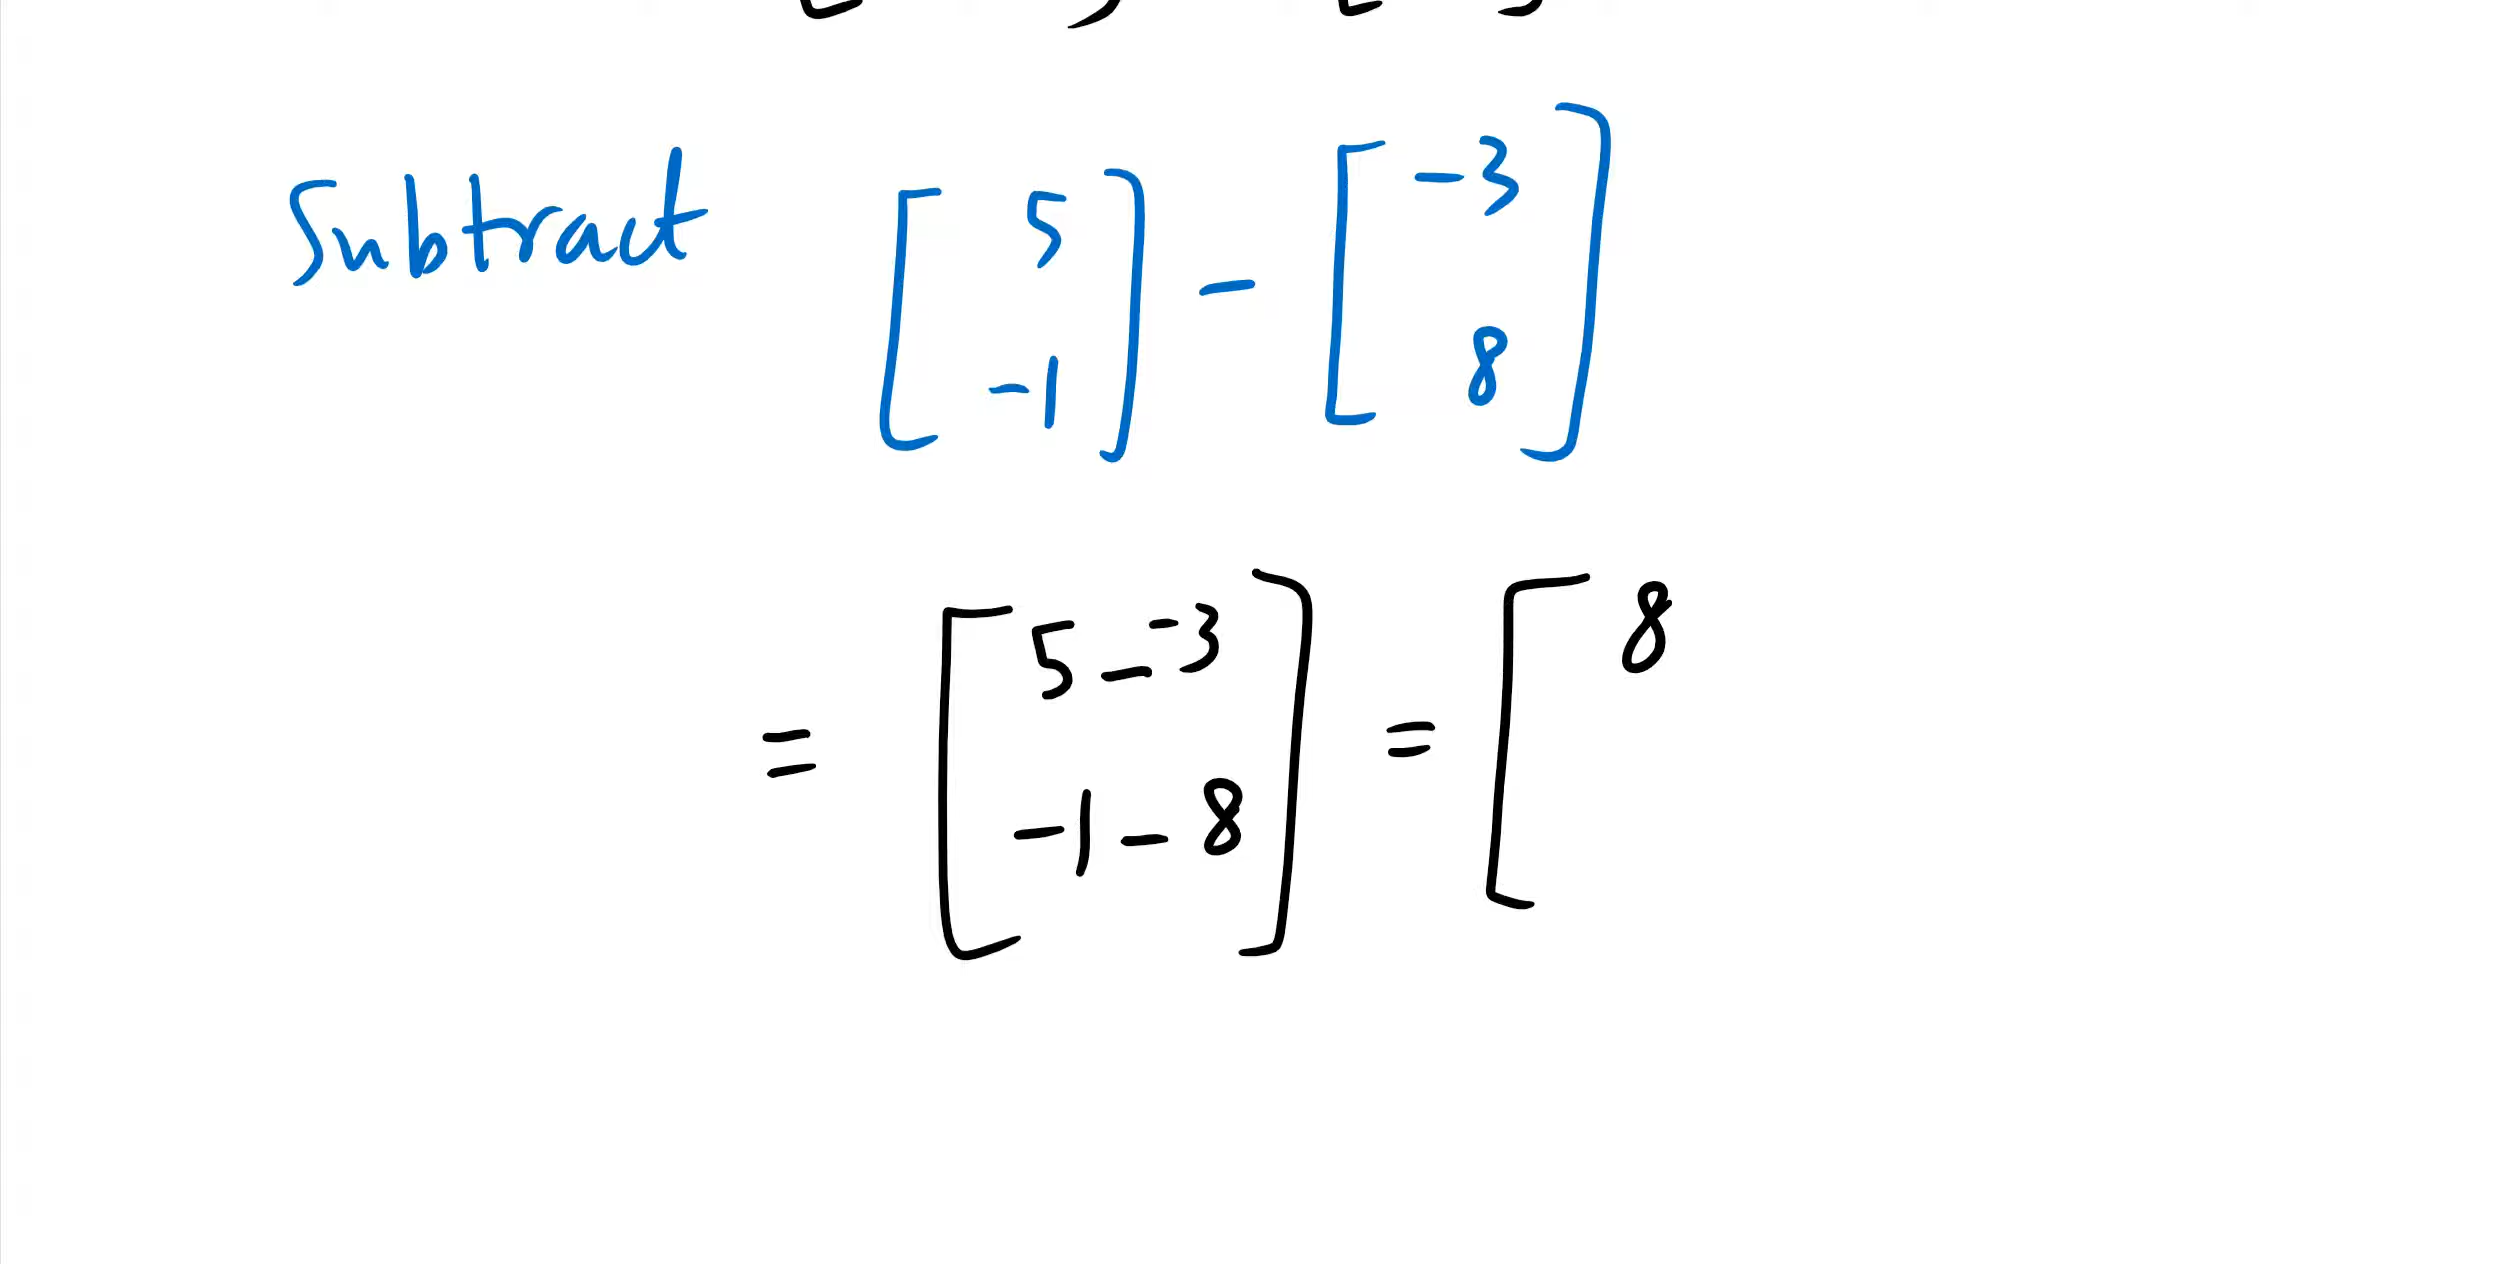 Subtract [5 -1] - [-3 8]
= [5 - -3 -1 - 8] = [8